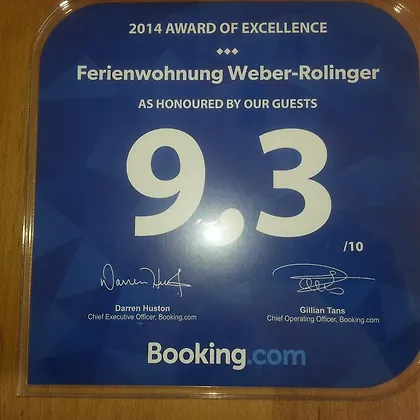 2014 AWARD OF EXCELLENCE
Ferienwohnung Weber-Rolinger
AS HONOURED BY OUR GUESTS
9.3
/10
Darren Huston
Chief Executive Officer, Booking.com
Gillian Tans
Chief Operating Officer, Booking.com
Booking.com